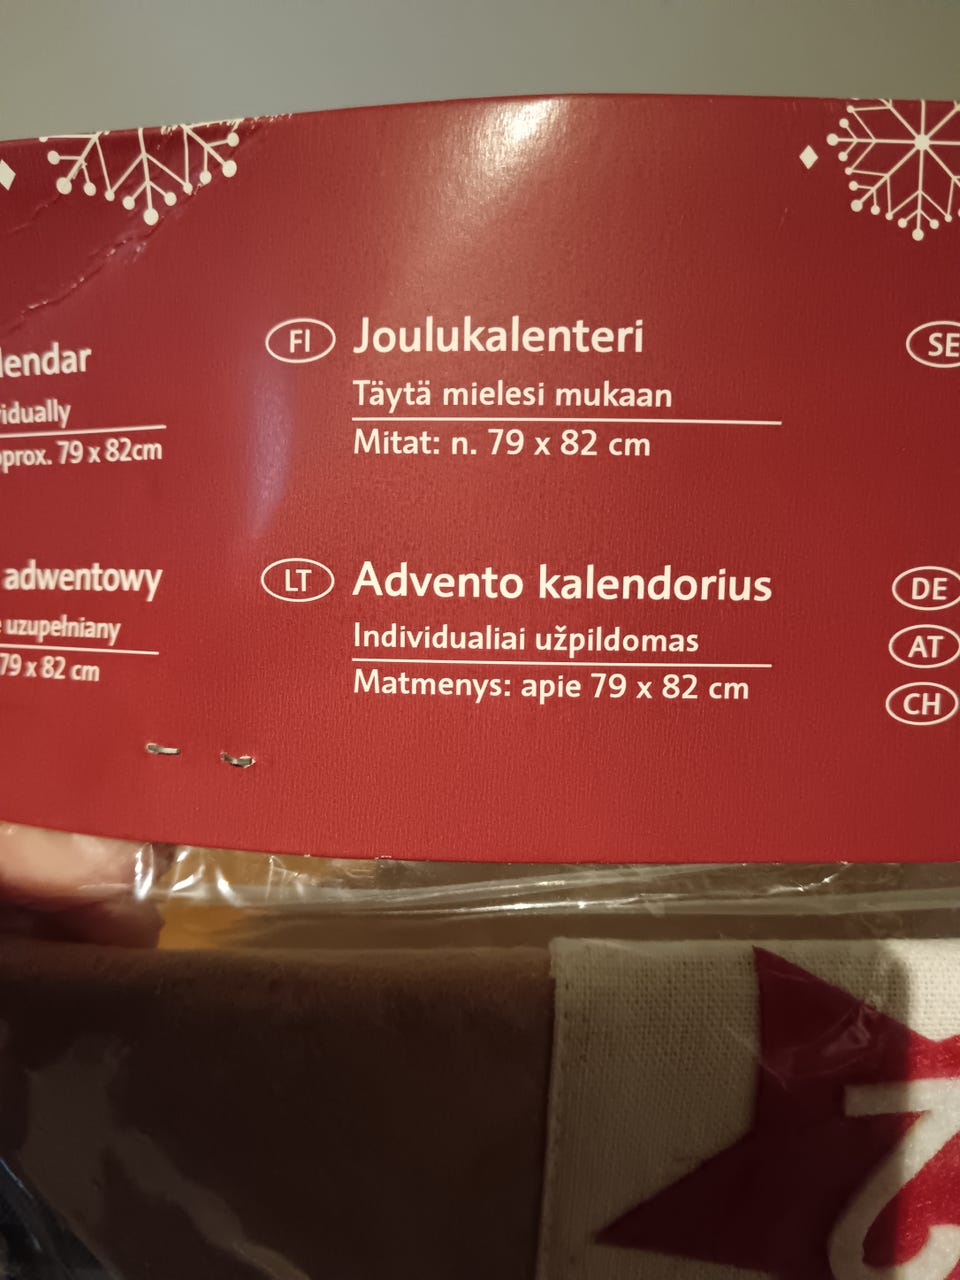 lendar
idually
prox. 79 x 82cm
FI
Joulukalenteri
Täytä mielesi mukaan
Mitat: n. 79 x 82 cm
SE
adwentowy
uzupełniany
79 x 82 cm
LT
Advento kalendorius
Individualiai užpildomas
Matmenys: apie 79 x 82 cm
DE
AT
CH